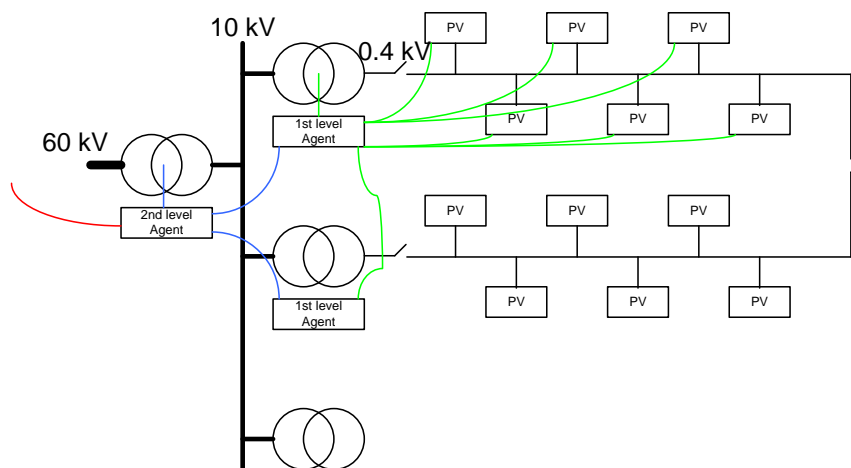 10 kV
PV
PV
PV
0.4 kV
PV
PV
PV
1st level
Agent
60 kV
2nd level
Agent
PV
PV
PV
1st level
Agent
PV
PV
PV